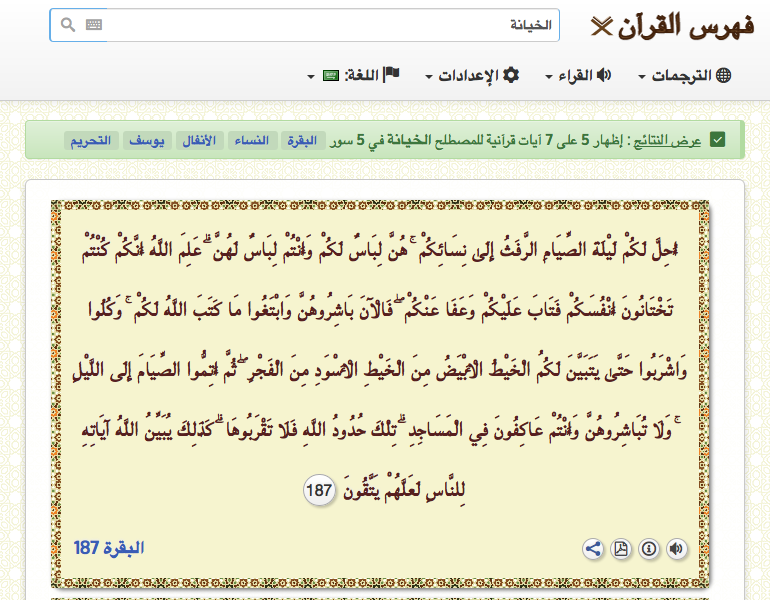 فهرس القرآن
الخيانة
الترجمات
القراء
الإعدادات
اللغة:
عرض النتائج : إظهار 5 على 7 آيات قرآنية للمصطلح الخيانة في 5 سور البقرة النساء الأنفال يوسف التحريم
أُحِلَّ لَكُمْ لَيْلَةَ الصِّيَامِ الرَّفَثُ إِلَىٰ نِسَائِكُمْ ۚ هُنَّ لِبَاسٌ لَكُمْ وَأَنْتُمْ لِبَاسٌ لَهُنَّ ۗ عَلِمَ اللَّهُ أَنَّكُمْ كُنْتُمْ
تَخْتَانُونَ أَنْفُسَكُمْ فَتَابَ عَلَيْكُمْ وَعَفَا عَنْكُمْ ۖ فَالْآنَ بَاشِرُوهُنَّ وَابْتَغُوا مَا كَتَبَ اللَّهُ لَكُمْ ۚ وَكُلُوا
وَاشْرَبُوا حَتَّىٰ يَتَبَيَّنَ لَكُمُ الْخَيْطُ الْأَبْيَضُ مِنَ الْخَيْطِ الْأَسْوَدِ مِنَ الْفَجْرِ ۖ ثُمَّ أَتِمُّوا الصِّيَامَ إِلَى اللَّيْلِ
ۚ وَلَا تُبَاشِرُوهُنَّ وَأَنْتُمْ عَاكِفُونَ فِي الْمَسَاجِدِ ۗ تِلْكَ حُدُودُ اللَّهِ فَلَا تَقْرَبُوهَا ۗ كَذَٰلِكَ يُبَيِّنُ اللَّهُ آيَاتِهِ
لِلنَّاسِ لَعَلَّهُمْ يَتَّقُونَ 187
البقرة 187